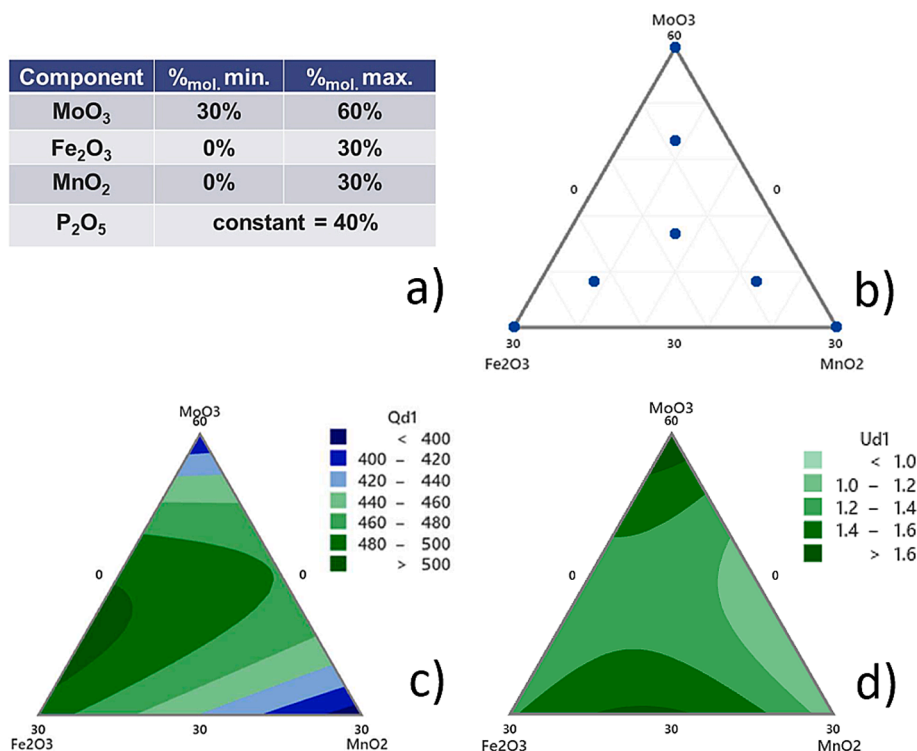 Component %mol. min. %mol. max.
MoO3 30% 60%
Fe2O3 0% 30%
MnO2 0% 30%
P2O5 constant = 40%
a)
MoO3
60
0 0
30 30 30
Fe2O3 MnO2
b)
MoO3
60
0 0
30 30 30
Fe2O3 MnO2
Qd1
< 400
400 – 420
420 – 440
440 – 460
460 – 480
480 – 500
> 500
c)
MoO3
60
0 0
30 30 30
Fe2O3 MnO2
Ud1
< 1.0
1.0 – 1.2
1.2 – 1.4
1.4 – 1.6
> 1.6
d)